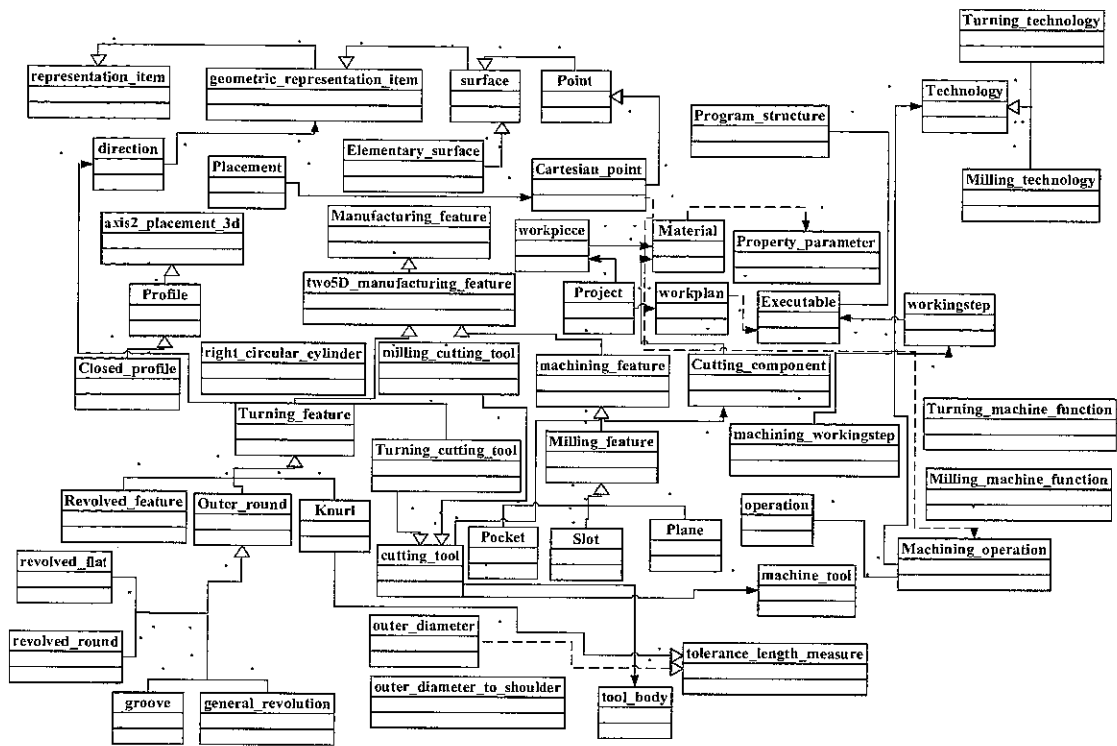 Turning_technology
representation_item
geometric_representation_item
surface
Point
Technology
Program_structure
direction
Elementary_surface
Placement
Cartesian_point
Milling_technology
axis2_placement_3d
Manufacturing_feature
workpiece
Material
Property_parameter
two5D_manufacturing_feature
Profile
Project
workplan
Executable
workingstep
right_circular_cylinder
milling_cutting_tool
Closed_profile
machining_feature
Cutting_component
Turning_feature
Turning_machine_function
Turning_cutting_tool
Milling_feature
machining_workingstep
Milling_machine_function
Revolved_feature
Outer_round
Knurl
operation
Pocket
Slot
Plane
revolved_flat
cutting_tool
Machining_operation
machine_tool
outer_diameter
revolved_round
tolerance_length_measure
outer_diameter_to_shoulder
tool_body
groove
general_revolution